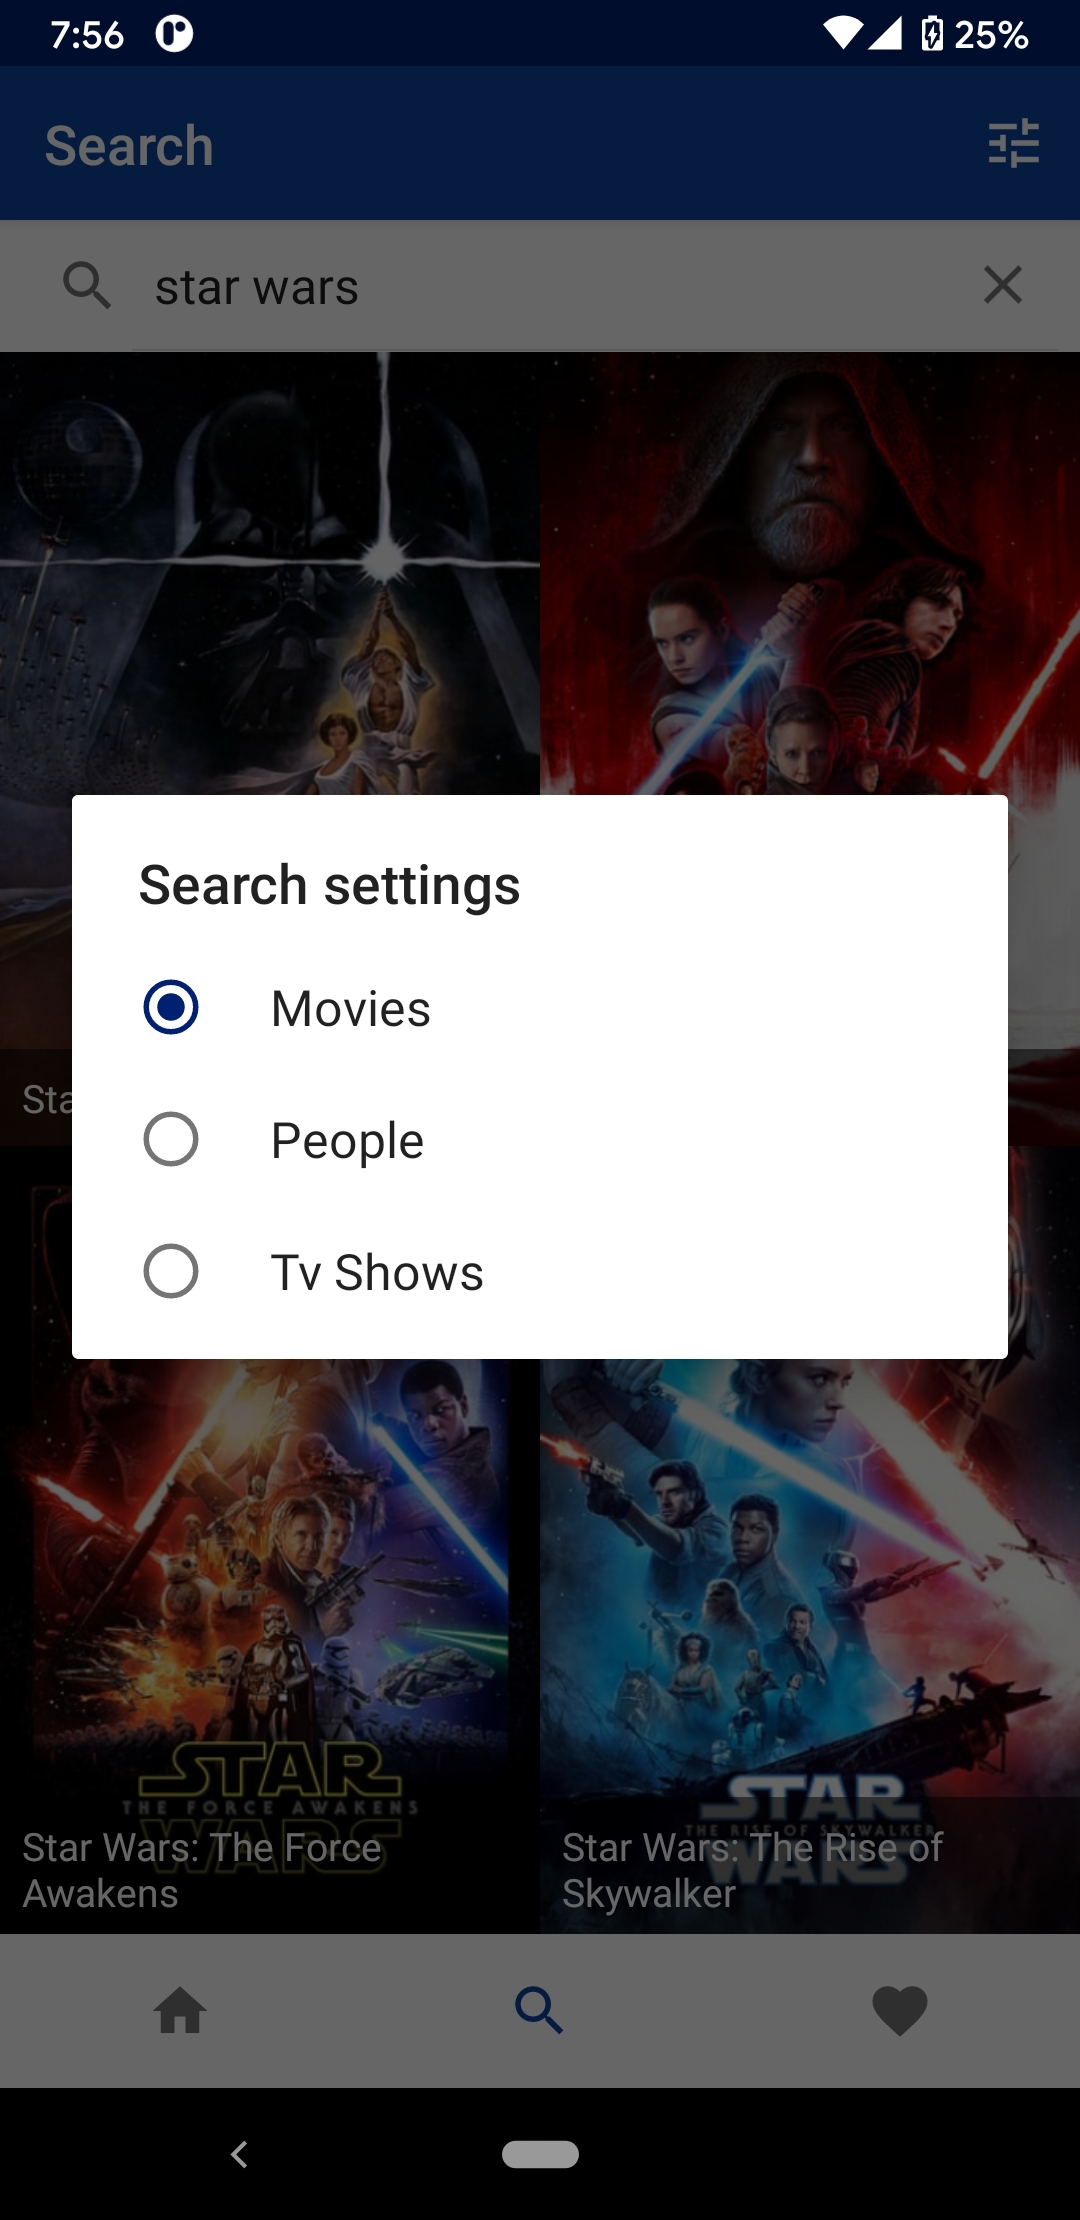 7:56
25%
Search
star wars
Search settings
Movies
People
Tv Shows
STAR
THE FORCE AWAKENS
WARS
Star Wars: The Force
Awakens
STAR
THE RISE OF SKYWALKER
WARS
Star Wars: The Rise of
Skywalker